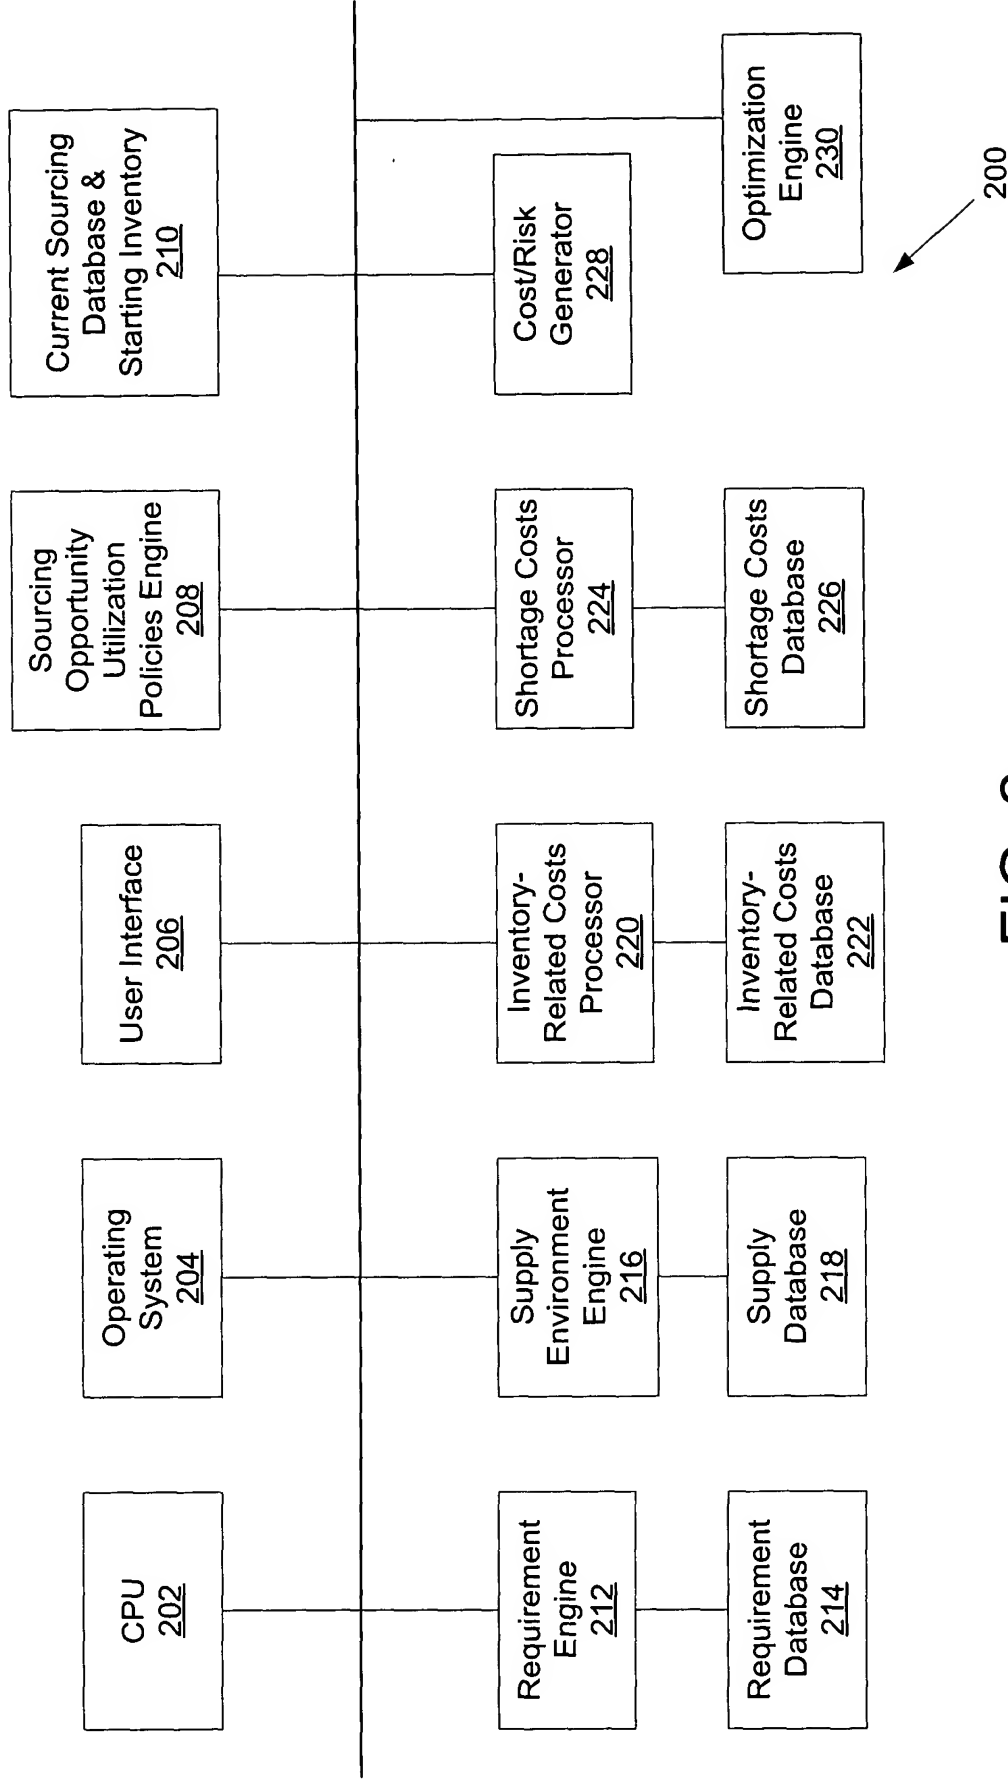 CPU
202
Operating
System
204
User Interface
206
Sourcing
Opportunity
Utilization
Policies Engine
208
Current Sourcing
Database &
Starting Inventory
210
Requirement
Engine
212
Supply
Environment
Engine
216
Inventory-
Related Costs
Processor
220
Shortage Costs
Processor
224
Cost/Risk
Generator
228
Requirement
Database
214
Supply
Database
218
Inventory-
Related Costs
Database
222
Shortage Costs
Database
226
Optimization
Engine
230
200